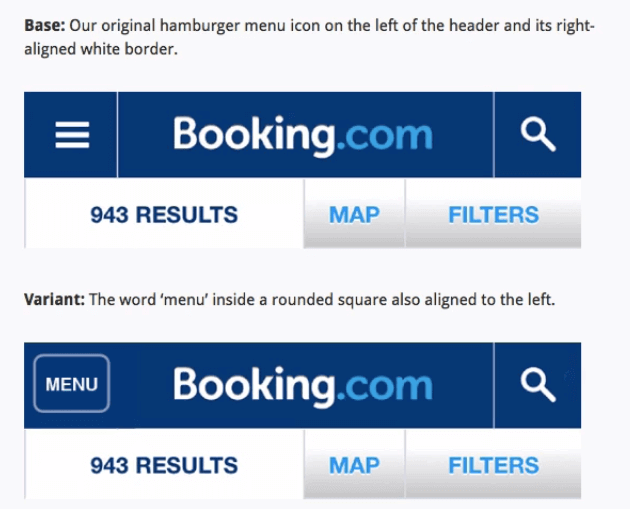 Base: Our original hamburger menu icon on the left of the header and its right-
aligned white border.
Booking.com
943 RESULTS MAP FILTERS
Variant: The word ‘menu’ inside a rounded square also aligned to the left.
MENU Booking.com
943 RESULTS MAP FILTERS